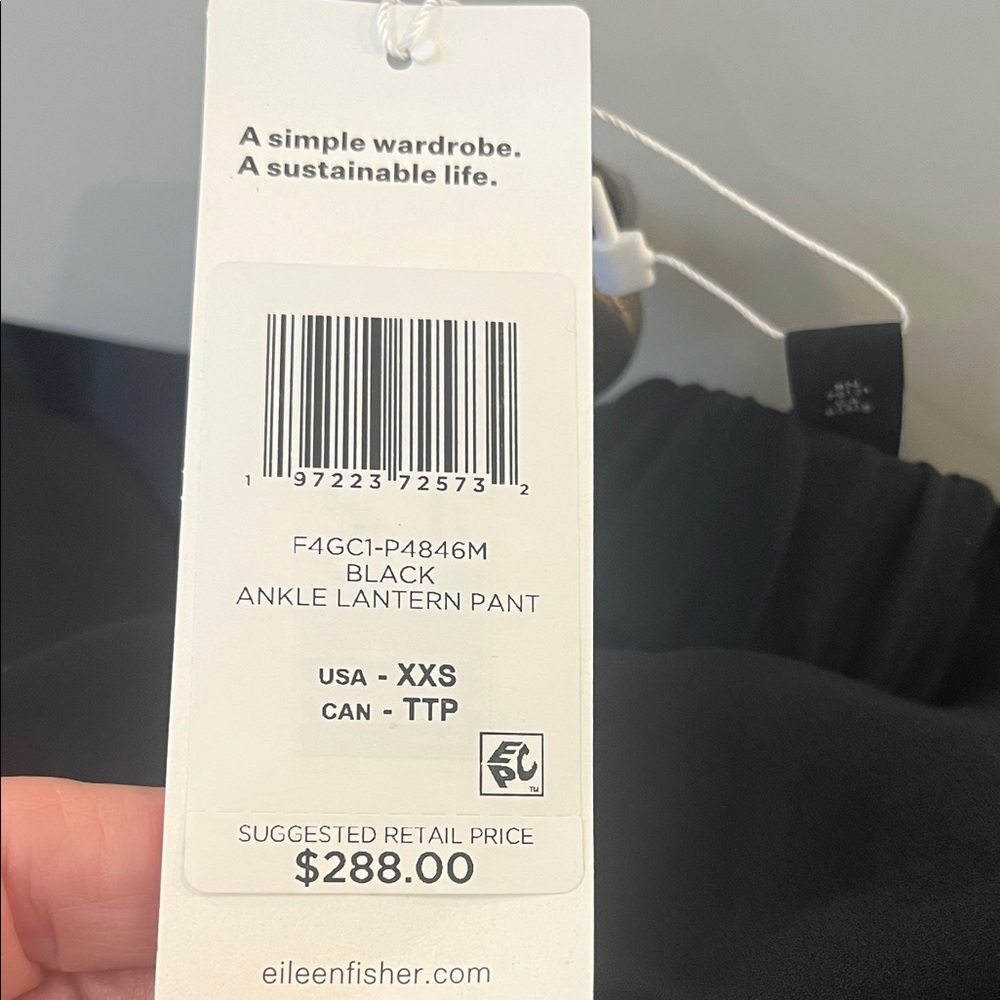 A simple wardrobe.
A sustainable life.
1 97223 72573 2
F4GC1-P4846M
BLACK
ANKLE LANTERN PANT
USA - XXS
CAN - TTP
EPC TM
SUGGESTED RETAIL PRICE
$288.00
eileenfisher.com